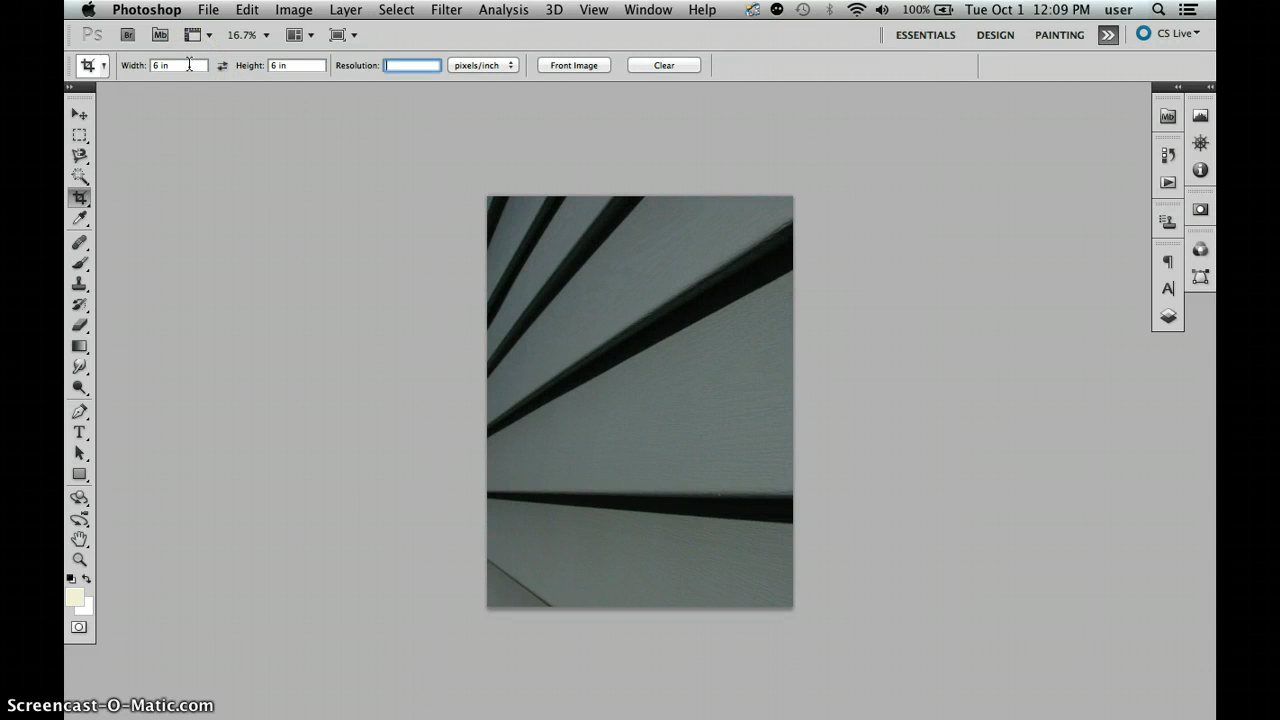 Photoshop File Edit Image Layer Select Filter Analysis 3D View Window Help 100% Tue Oct 1 12:09 PM user
Ps Br Mb 16.7% ESSENTIALS DESIGN PAINTING CS Live
Width: 6 in Height: 6 in Resolution: pixels/inch Front Image Clear
Mb
T
A
Screencast-O-Matic.com